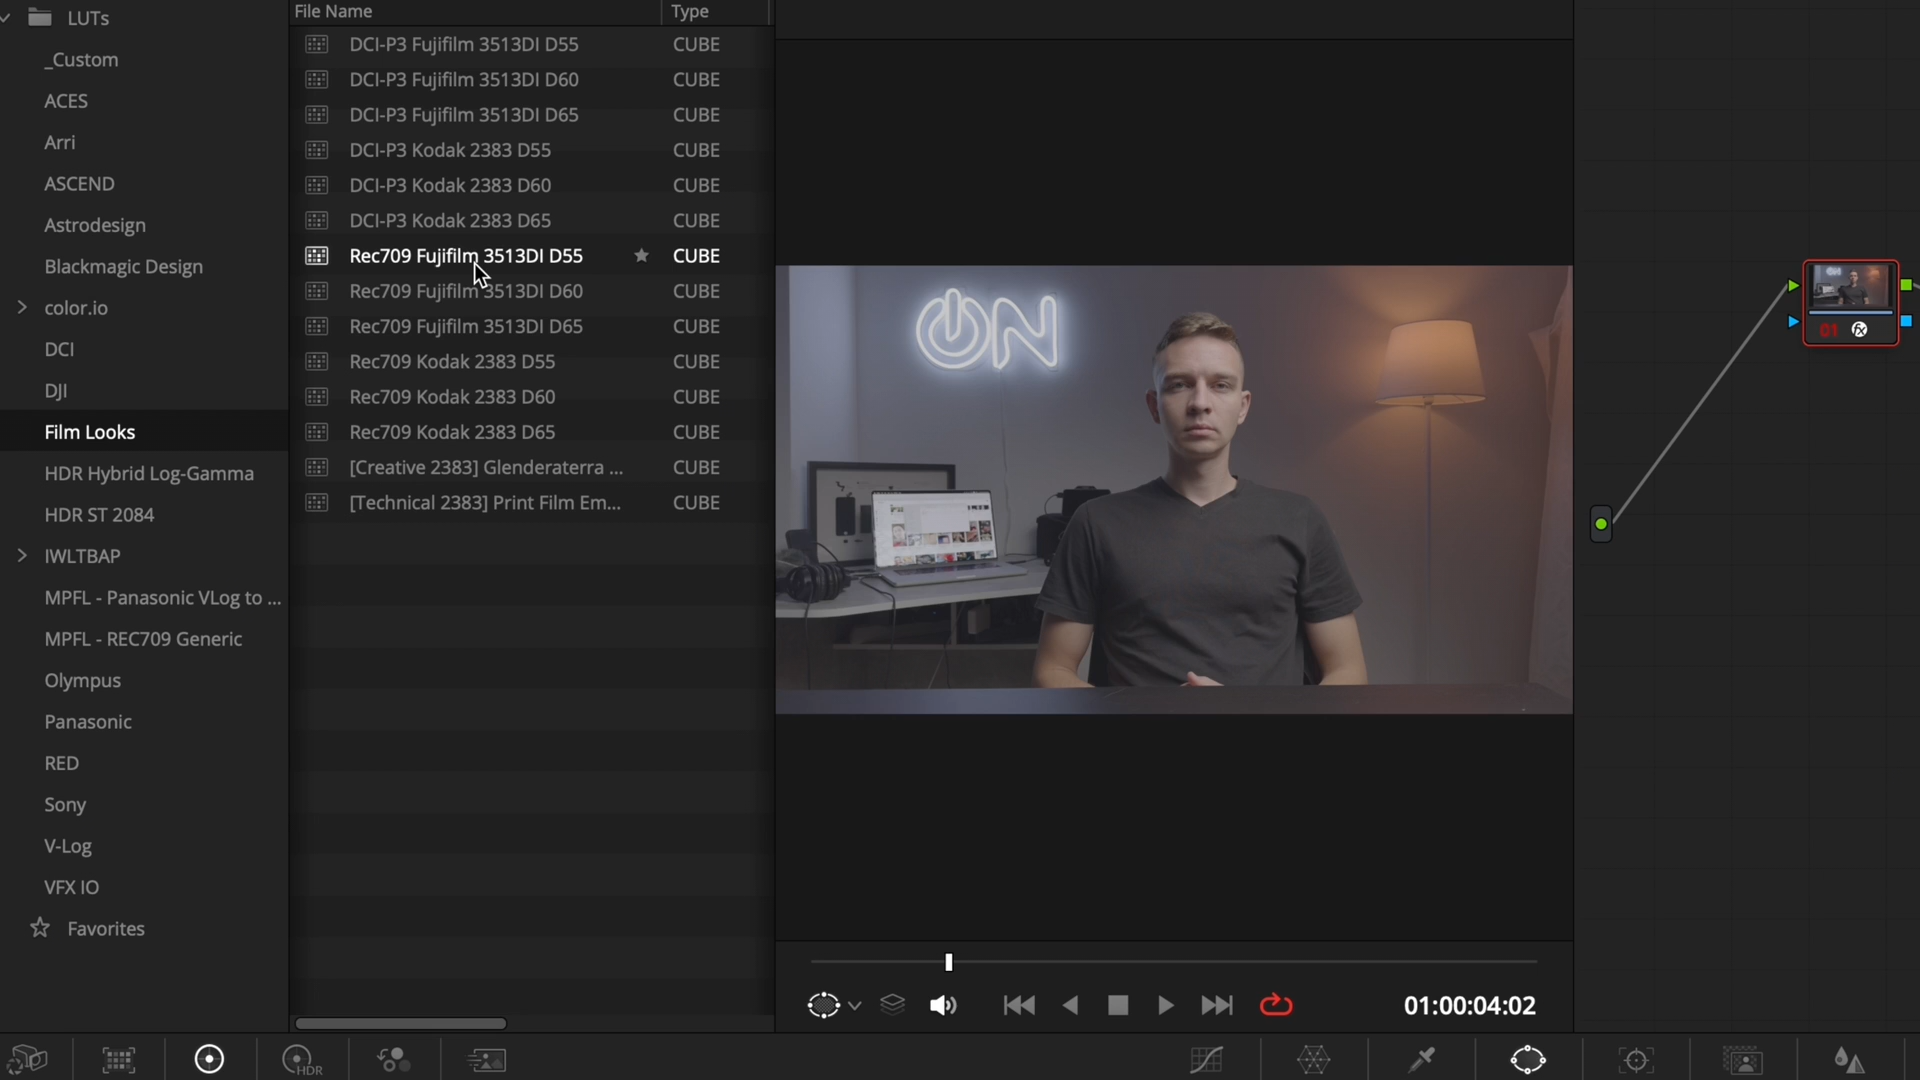 LUTs
_Custom
ACES
Arri
ASCEND
Astrodesign
Blackmagic Design
color.io
DCI
DJI
Film Looks
HDR Hybrid Log-Gamma
HDR ST 2084
IWLTBAP
MPFL - Panasonic VLog to ...
MPFL - REC709 Generic
Olympus
Panasonic
RED
Sony
V-Log
VFX IO
Favorites
File Name Type
DCI-P3 Fujifilm 3513DI D55 CUBE
DCI-P3 Fujifilm 3513DI D60 CUBE
DCI-P3 Fujifilm 3513DI D65 CUBE
DCI-P3 Kodak 2383 D55 CUBE
DCI-P3 Kodak 2383 D60 CUBE
DCI-P3 Kodak 2383 D65 CUBE
Rec709 Fujifilm 3513DI D55 CUBE
Rec709 Fujifilm 3513DI D60 CUBE
Rec709 Fujifilm 3513DI D65 CUBE
Rec709 Kodak 2383 D55 CUBE
Rec709 Kodak 2383 D60 CUBE
Rec709 Kodak 2383 D65 CUBE
[Creative 2383] Glenderaterra ... CUBE
[Technical 2383] Print Film Em... CUBE
ON
01 fx
01:00:04:02
HDR